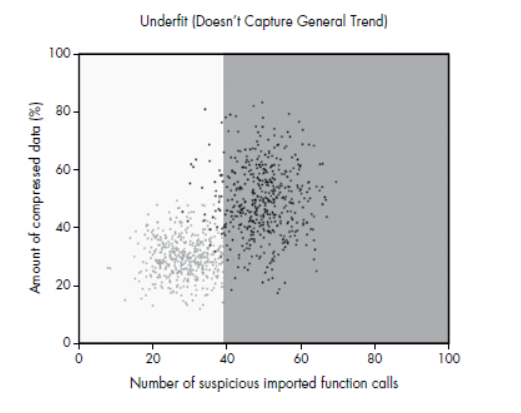 Underfit (Doesn't Capture General Trend)
100
80
60
40
20
0
Amount of compressed data (%)
0 20 40 60 80 100
Number of suspicious imported function calls